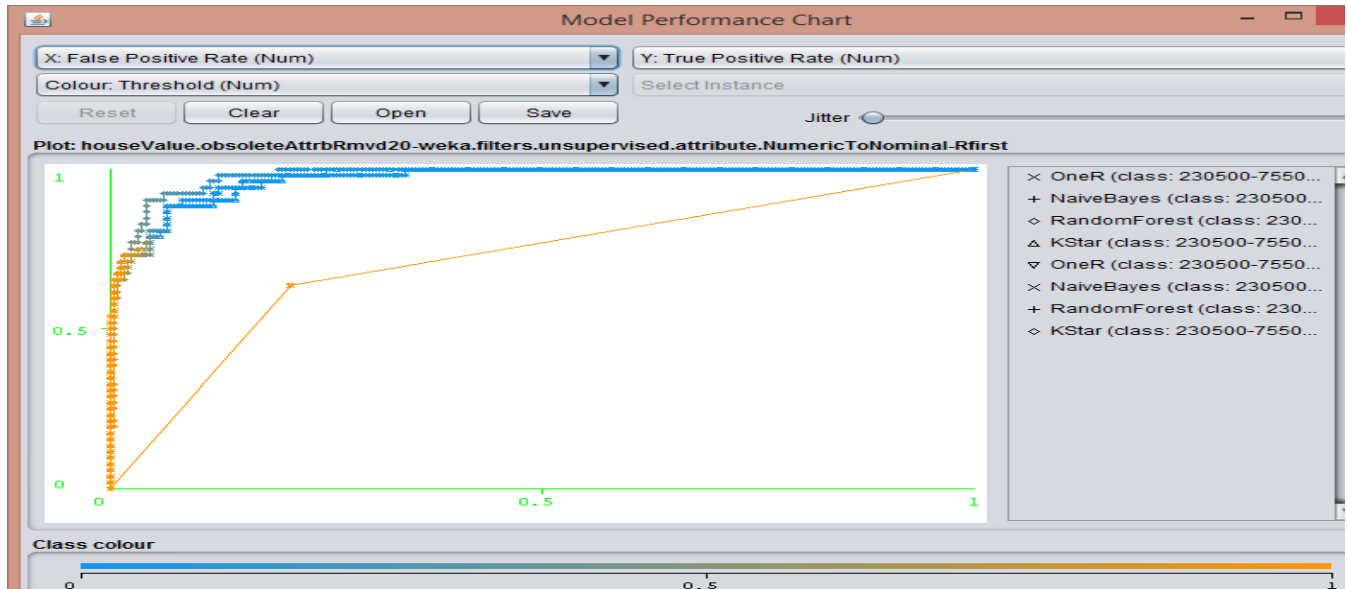 Model Performance Chart
X: False Positive Rate (Num)
Y: True Positive Rate (Num)
Colour: Threshold (Num)
Select Instance
Reset
Clear
Open
Save
Jitter
Plot: houseValue.obsoleteAttrbRmvd20-weka.filters.unsupervised.attribute.NumericToNominal-Rfirst
1
0.5
0
0
0.5
1
OneR (class: 230500-7550...
NaiveBayes (class: 230500...
RandomForest (class: 230...
KStar (class: 230500-7550...
OneR (class: 230500-7550...
NaiveBayes (class: 230500...
RandomForest (class: 230...
KStar (class: 230500-7550...
Class colour
0
0.5
1